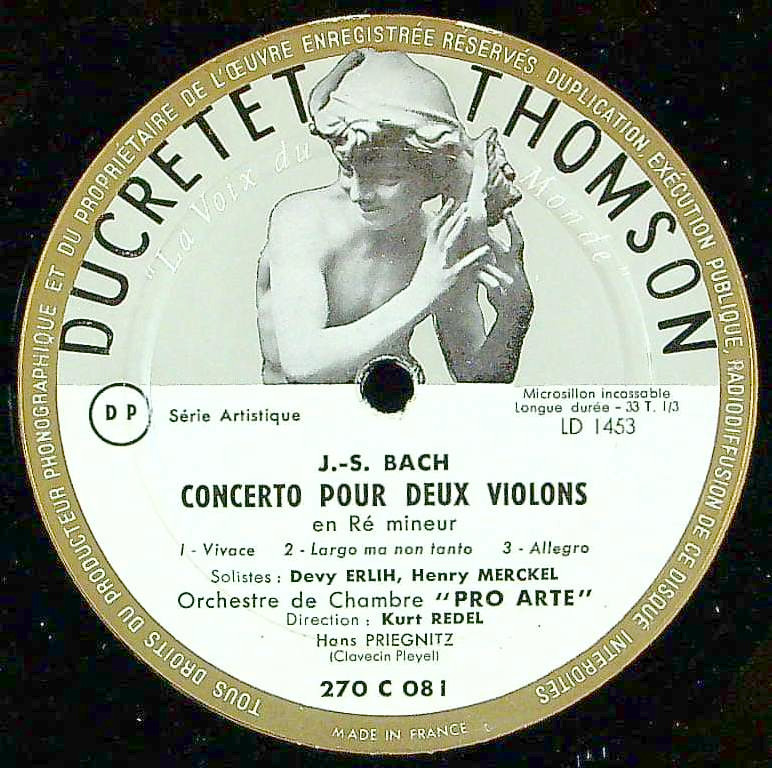 TOUS DROITS DU PRODUCTEUR PHONOGRAPHIQUE ET DU PROPRIÉTAIRE DE L'ŒUVRE ENREGISTRÉE RÉSERVÉS. DUPLICATION, EXÉCUTION PUBLIQUE, RADIODIFFUSION DE CE DISQUE INTERDITES
DUCRETET THOMSON
"La Voix du Monde"
DP
Série Artistique
Microsillon incassable
Longue durée - 33 T. 1/3
LD 1453
J.-S. BACH
CONCERTO POUR DEUX VIOLONS
en Ré mineur
1 - Vivace 2 - Largo ma non tanto 3 - Allegro
Solistes : Devy ERLIH, Henry MERCKEL
Orchestre de Chambre "PRO ARTE"
Direction : Kurt REDEL
Hans PRIEGNITZ
(Clavecin Pleyel)
270 C 081
MADE IN FRANCE